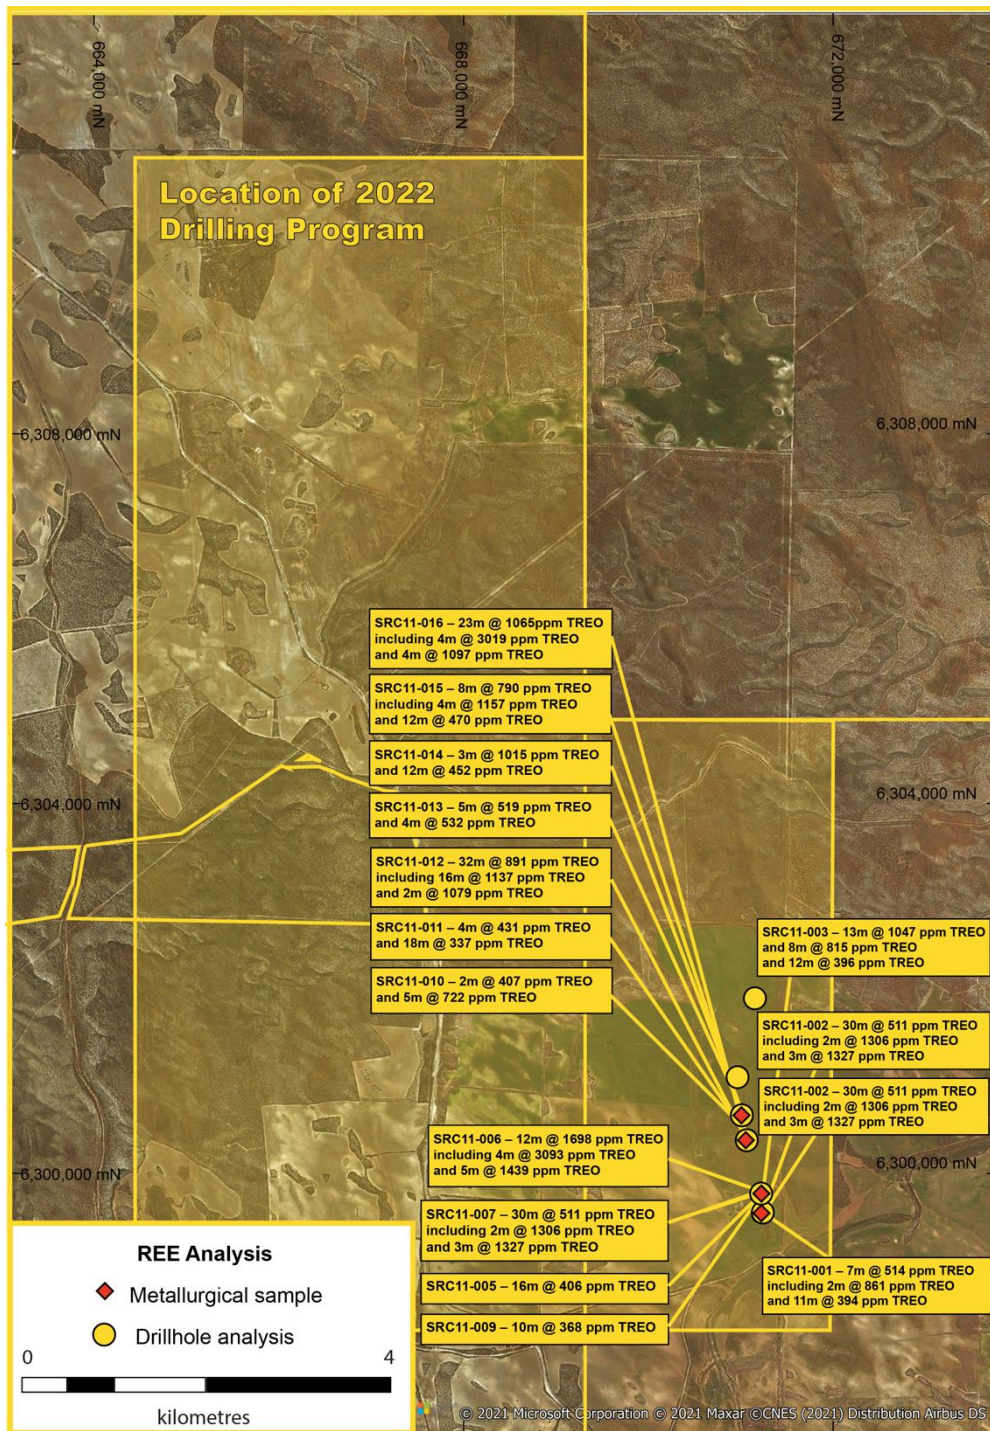 664,000 mN
668,000 mN
672,000 mN
Location of 2022
Drilling Program
6,308,000 mN
6,308,000 mN
SRC11-016 – 23m @ 1065ppm TREO
including 4m @ 3019 ppm TREO
and 4m @ 1097 ppm TREO
SRC11-015 – 8m @ 790 ppm TREO
including 4m @ 1157 ppm TREO
and 12m @ 470 ppm TREO
SRC11-014 – 3m @ 1015 ppm TREO
and 12m @ 452 ppm TREO
6,304,000 mN
6,304,000 mN
SRC11-013 – 5m @ 519 ppm TREO
and 4m @ 532 ppm TREO
SRC11-012 – 32m @ 891 ppm TREO
including 16m @ 1137 ppm TREO
and 2m @ 1079 ppm TREO
SRC11-011 – 4m @ 431 ppm TREO
and 18m @ 337 ppm TREO
SRC11-010 – 2m @ 407 ppm TREO
and 5m @ 722 ppm TREO
SRC11-003 – 13m @ 1047 ppm TREO
and 8m @ 815 ppm TREO
and 12m @ 396 ppm TREO
SRC11-002 – 30m @ 511 ppm TREO
including 2m @ 1306 ppm TREO
and 3m @ 1327 ppm TREO
SRC11-002 – 30m @ 511 ppm TREO
including 2m @ 1306 ppm TREO
and 3m @ 1327 ppm TREO
6,300,000 mN
6,300,000 mN
SRC11-006 – 12m @ 1698 ppm TREO
including 4m @ 3093 ppm TREO
and 5m @ 1439 ppm TREO
SRC11-007 – 30m @ 511 ppm TREO
including 2m @ 1306 ppm TREO
and 3m @ 1327 ppm TREO
SRC11-005 – 16m @ 406 ppm TREO
SRC11-009 – 10m @ 368 ppm TREO
SRC11-001 – 7m @ 514 ppm TREO
including 2m @ 861 ppm TREO
and 11m @ 394 ppm TREO
REE Analysis
Metallurgical sample
Drillhole analysis
0 4
kilometres
© 2021 Microsoft Corporation © 2021 Maxar ©CNES (2021) Distribution Airbus DS